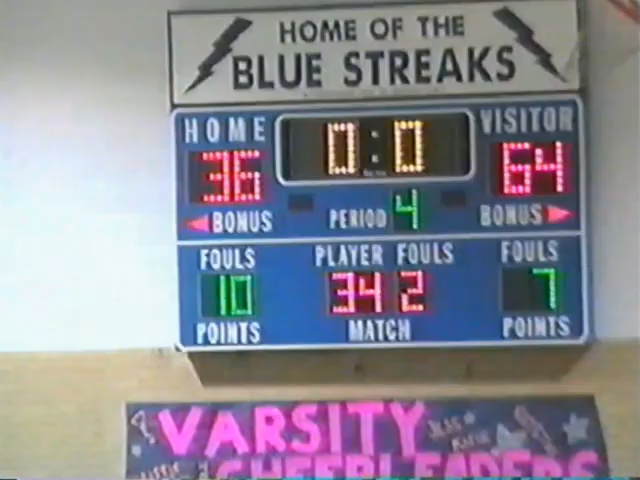 HOME OF THE
BLUE STREAKS
HOME 0:0 VISITOR
36 64
BONUS PERIOD 4 BONUS
FOULS PLAYER FOULS FOULS
10 34 2 7
POINTS MATCH POINTS
VARSITY
CHEERLEADERS